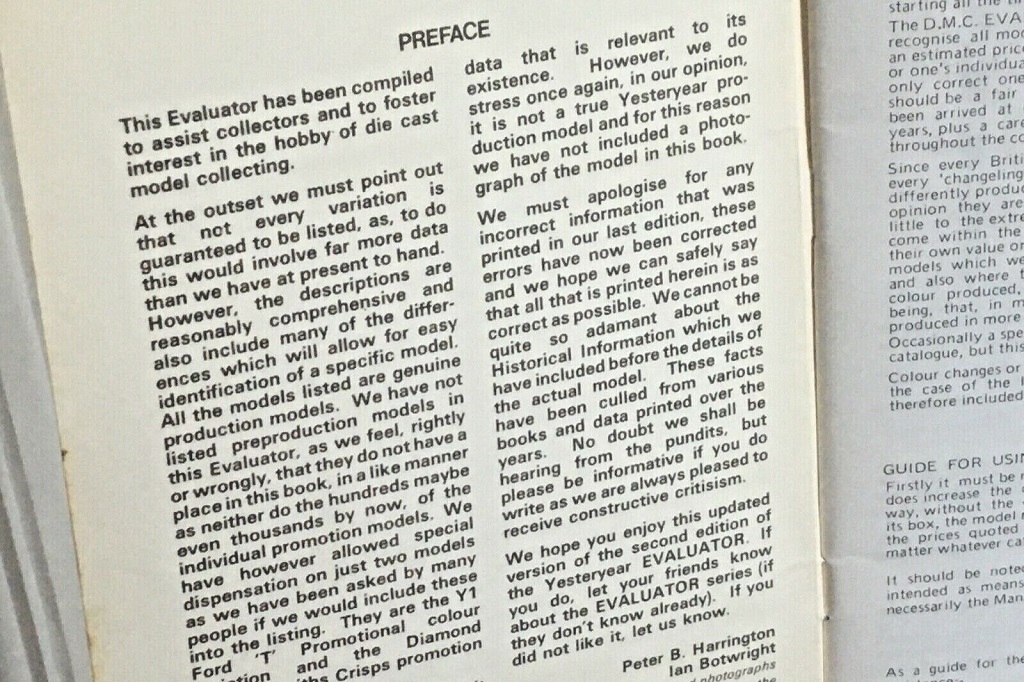 PREFACE
This Evaluator has been compiled
to assist collectors and to foster
interest in the hobby of die cast
model collecting.
At the outset we must point out
that not every variation is
guaranteed to be listed, as, to do
this would involve far more data
than we have at present to hand.
However, the descriptions are
reasonably comprehensive and
also include many of the differ-
ences which will allow for easy
identification of a specific model.
All the models listed are genuine
production models. We have not
listed preproduction models in
this Evaluator, as we feel, rightly
or wrongly, that they do not have a
place in this book, in a like manner
as neither do the hundreds maybe
even thousands by now, of the
individual promotion models. We
have however allowed special
dispensation on just two models
as we have been asked by many
people if we would include these
into the listing. They are the Y1
Ford 'T' Promotional colour
and the Diamond
Crisps promotion
data that is relevant to its
existence. However, we do
stress once again, in our opinion,
it is not a true Yesteryear pro-
duction model and for this reason
we have not included a photo-
graph of the model in this book.
We must apologise for any
incorrect information that was
printed in our last edition, these
errors have now been corrected
and we hope we can safely say
that all that is printed herein is as
correct as possible. We cannot be
quite so adamant about the
Historical Information which we
have included before the details of
the actual model. These facts
have been culled from various
books and data printed over the
years. No doubt we shall be
hearing from the pundits, but
please be informative if you do
write as we are always pleased to
receive constructive critisism.
We hope you enjoy this updated
version of the second edition of
the Yesteryear EVALUATOR. If
you do, let your friends know
about the EVALUATOR series (if
they don't know already). If you
did not like it, let us know.
Peter B. Harrington
Ian Botwright
photographs
starting all the
The D.M.C. EVA
recognise all
an estimated
or one's
only correct one
should be a fair
been arrived at
years, plus a
throughout the
Since every
every 'changeling
differently
opinion they are
little to the
come within the
their own value or
models which
and also where
colour produced,
being, that, in
produced in more
Occasionally a
catalogue, but this
Colour changes or
the case of the
therefore included
GUIDE FOR
Firstly it must be
does increase the
way, without the
its box, the model
the prices quoted
matter whatever
It should be
intended as means
necessarily the
As a guide for the